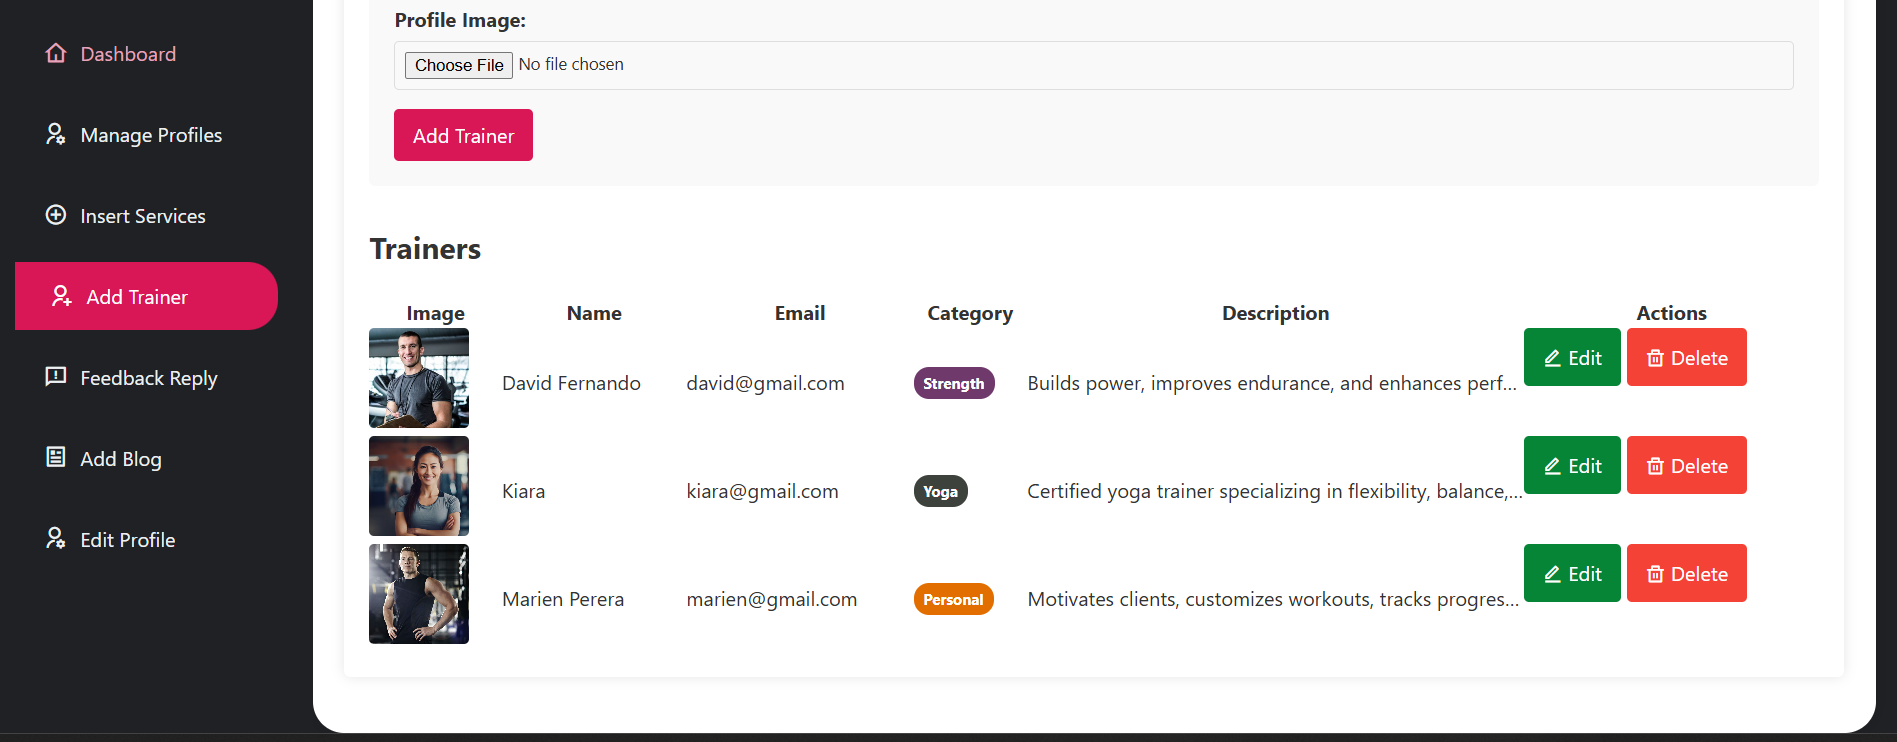 Dashboard
Manage Profiles
Insert Services
Add Trainer
Feedback Reply
Add Blog
Edit Profile
Profile Image:
Choose File No file chosen
Add Trainer
Trainers
Image Name Email Category Description Actions
David Fernando david@gmail.com Strength Builds power, improves endurance, and enhances perf... Edit Delete
Kiara kiara@gmail.com Yoga Certified yoga trainer specializing in flexibility, balance,... Edit Delete
Marien Perera marien@gmail.com Personal Motivates clients, customizes workouts, tracks progres... Edit Delete